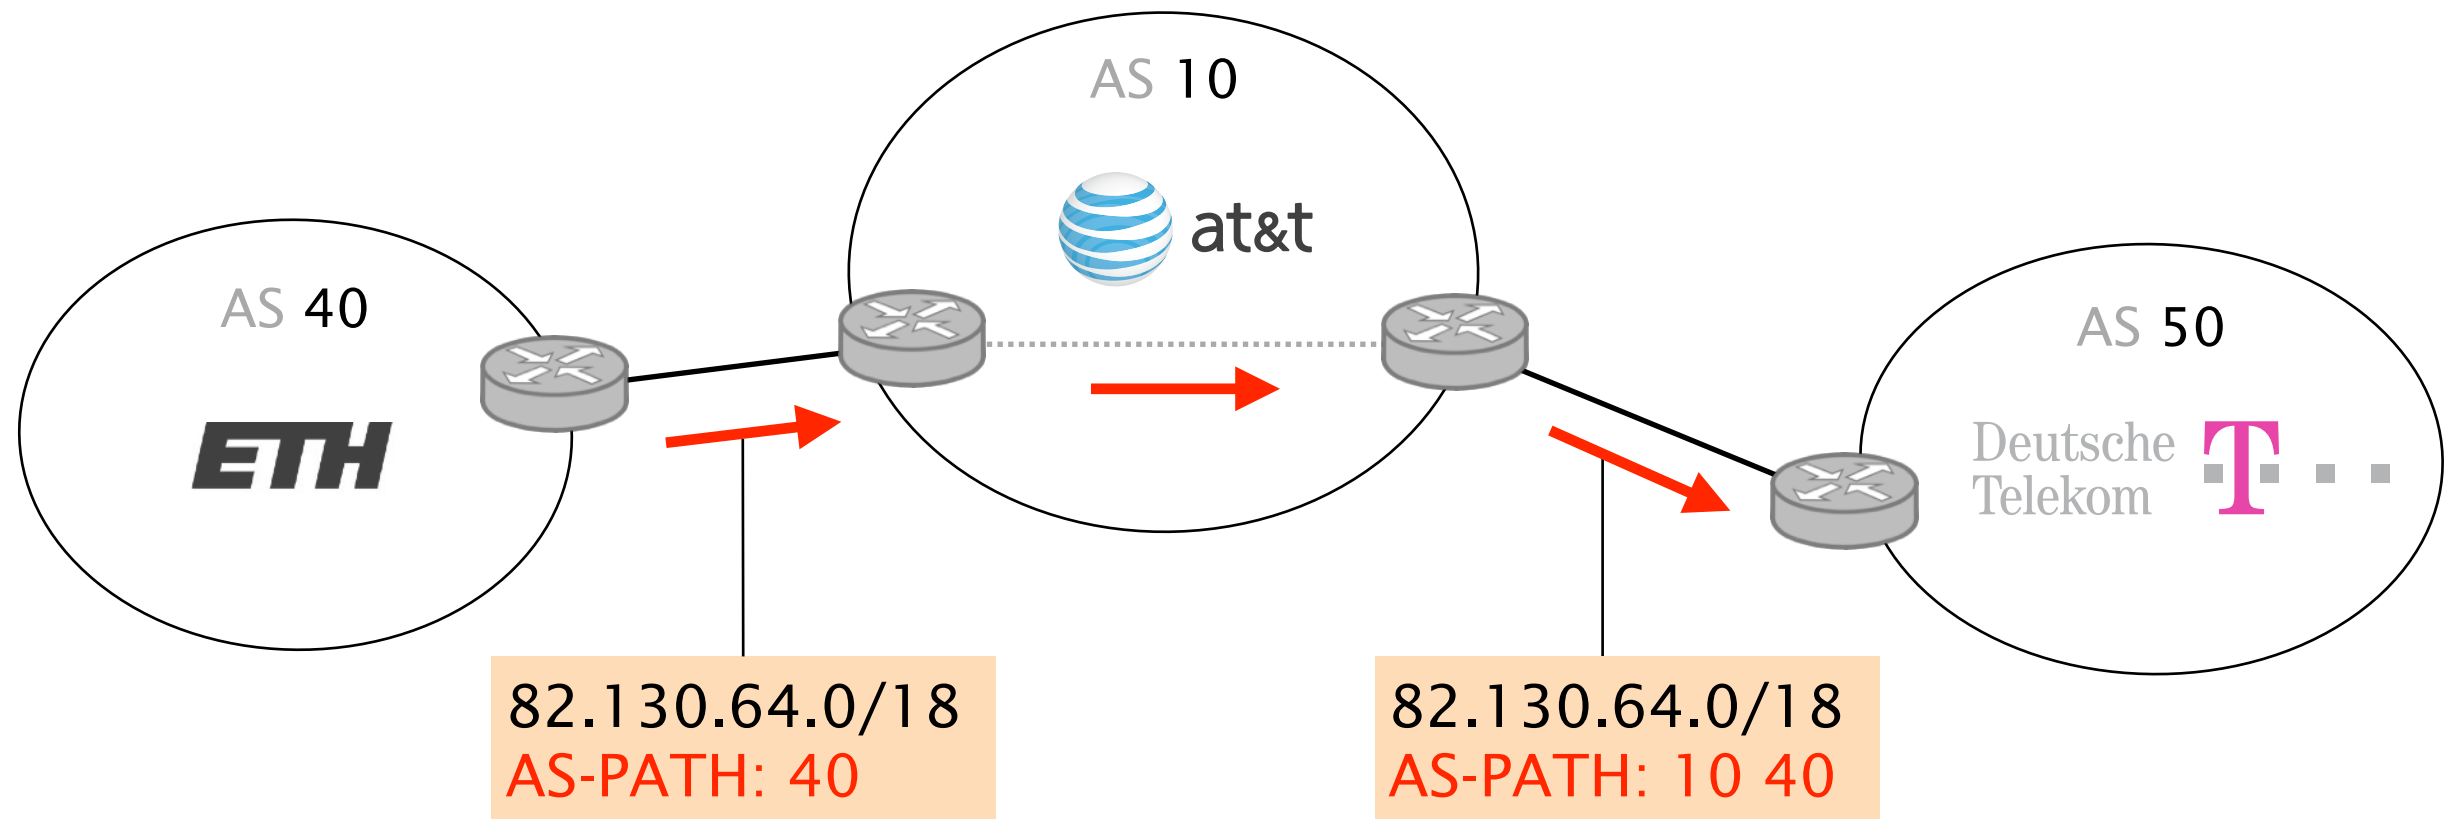 AS 10
at&t
AS 40
ETH
AS 50
Deutsche
Telekom
T
82.130.64.0/18
AS-PATH: 40
82.130.64.0/18
AS-PATH: 10 40